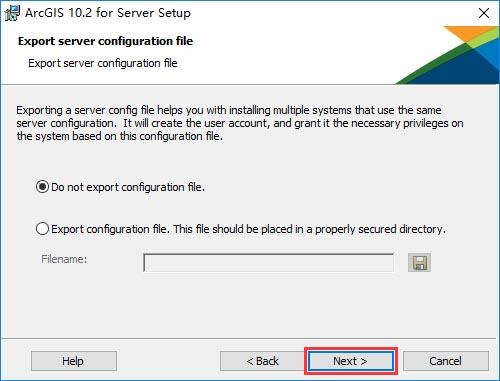 ArcGIS 10.2 for Server Setup
Export server configuration file
Export server configuration file
Exporting a server config file helps you with installing multiple systems that use the same
server configuration. It will create the user account, and grant it the necessary privileges on
the system based on this configuration file.
Do not export configuration file.
Export configuration file. This file should be placed in a properly secured directory.
Filename:
Help
< Back
Next >
Cancel